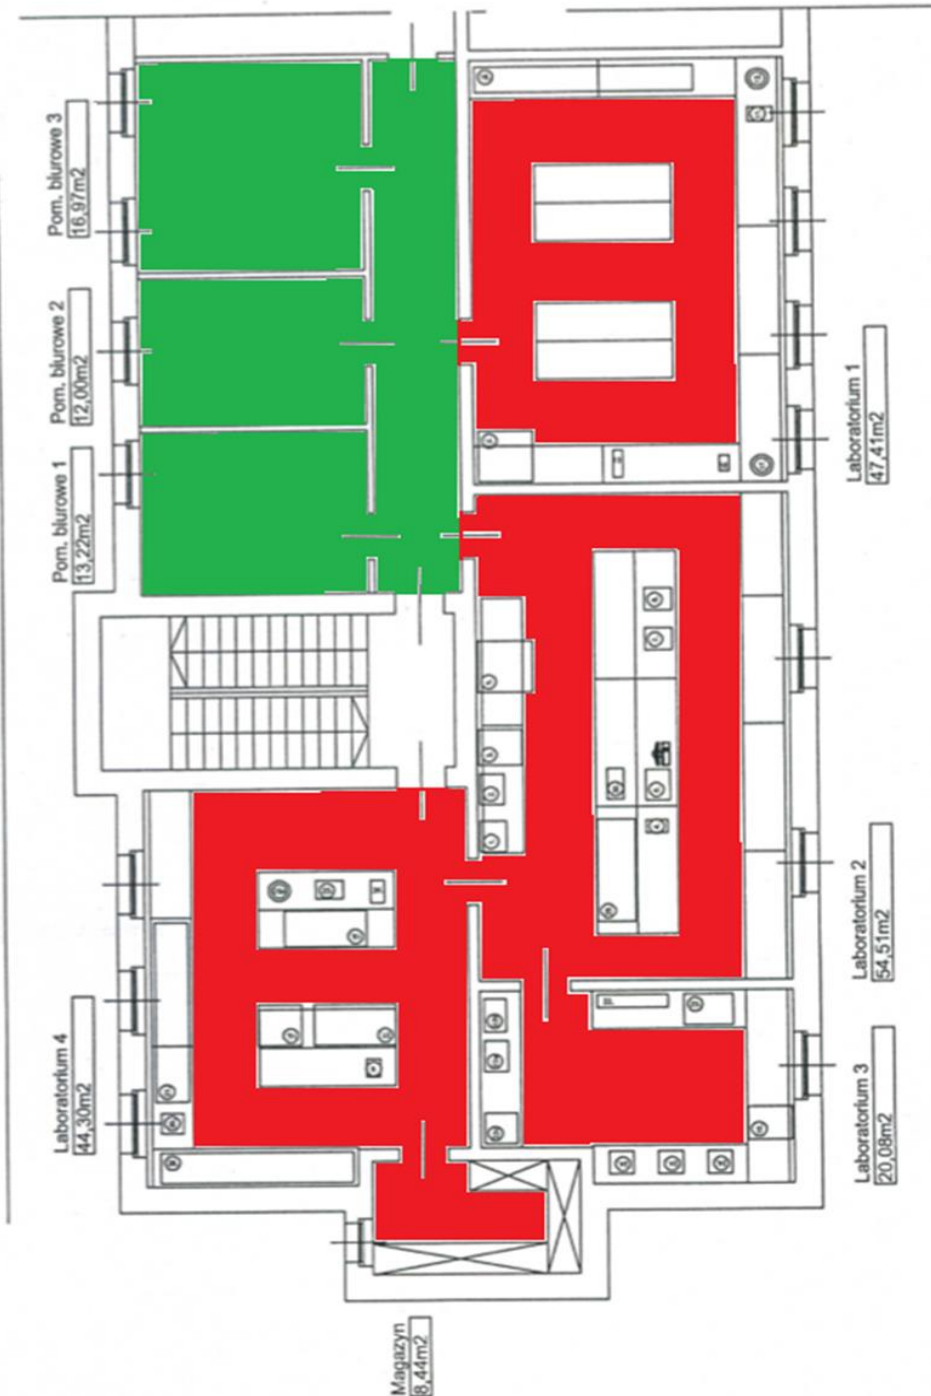 Pom. biurowe 3
16,97m2
Pom. biurowe 2
12,00m2
Pom. biurowe 1
13,22m2
Laboratorium 1
47,41m2
Laboratorium 2
54,51m2
Laboratorium 4
44,30m2
Laboratorium 3
20,08m2
Magazyn
8,44m2